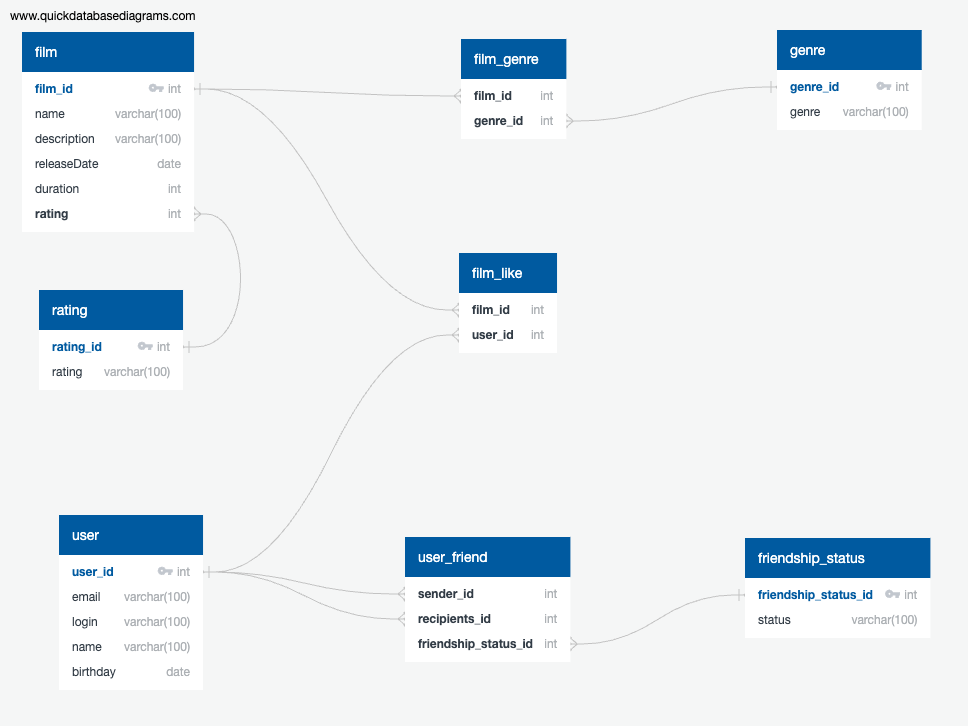 www.quickdatabasediagrams.com
film
film_id int
name varchar(100)
description varchar(100)
releaseDate date
duration int
rating int
film_genre
film_id int
genre_id int
genre
genre_id int
genre varchar(100)
film_like
film_id int
user_id int
rating
rating_id int
rating varchar(100)
user
user_id int
email varchar(100)
login varchar(100)
name varchar(100)
birthday date
user_friend
sender_id int
recipients_id int
friendship_status_id int
friendship_status
friendship_status_id int
status varchar(100)